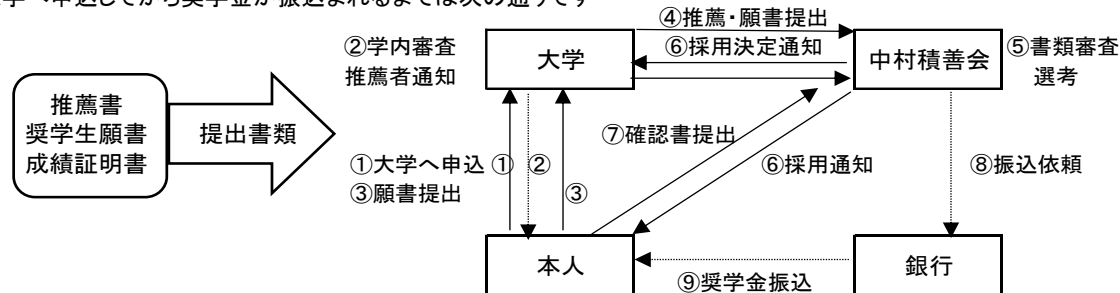 学へ申込してから奨学金が振込まれるまでは次の通りです
④推薦・願書提出
②学内審査
推薦者通知
大学
⑥採用決定通知
中村積善会
⑤書類審査
選考
推薦書
奨学生願書
成績証明書
提出書類
⑦確認書提出
①大学へ申込
①
②
③願書提出
③
⑥採用通知
⑧振込依頼
本人
銀行
⑨奨学金振込